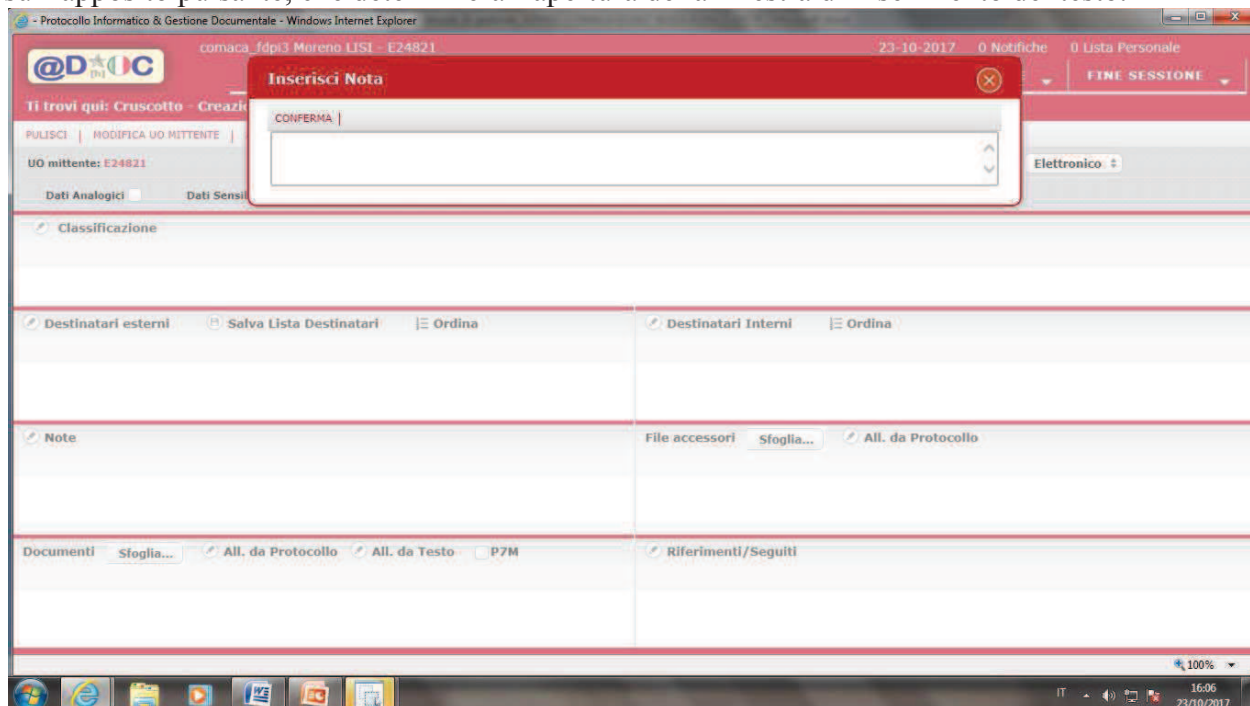 - Protocollo Informatico & Gestione Documentale - Windows Internet Explorer
comaca_fdpi3 Moreno LISI - E24821 23-10-2017 0 Notifiche 0 Lista Personale
@D OC
FINE SESSIONE
Inserisci Nota
Ti trovi qui: Cruscotto - Creazio
CONFERMA |
PULISCI | MODIFICA UO MITTENTE |
UO mittente: E24821 Elettronico
Dati Analogici Dati Sensi
Classificazione
Destinatari esterni Salva Lista Destinatari Ordina Destinatari Interni Ordina
Note File accessori Sfoglia... All. da Protocollo
Documenti Sfoglia... All. da Protocollo All. da Testo P7M Riferimenti/Seguiti
100%
IT 16:06
23/10/2017